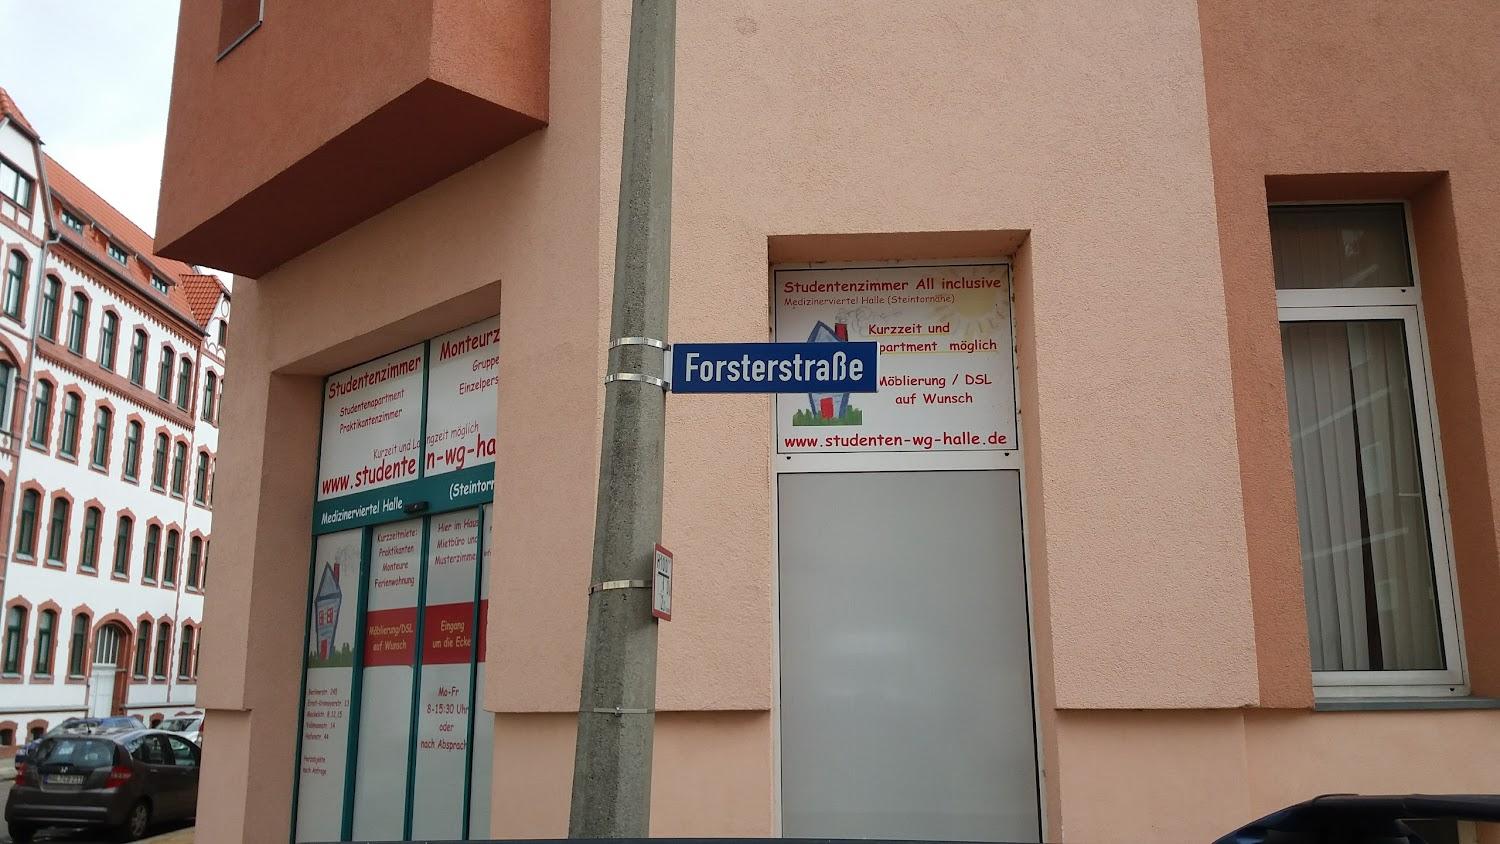 Studentenzimmer
Studentenapartment
Praktikantenzimmer
Kurzeit und Langzeit möglich
www.studente
n-wg-ha
Monteurz
Gruppe
Einzelpers
Medizinerviertel Halle
(Steintorn
Kurzzeitmiete:
Praktikanten
Monteure
Ferienwohnung
Möblierung/DSL
auf Wunsch
Hier im Haus
Mietbüro und
Musterzimmer
Eingang
um die Ecke
Mo-Fr
8-15:30 Uhr
oder
nach Absprach
Forsterstraße
Studentenzimmer All inclusive
Medizinerviertel Halle (Steintornähe)
Kurzzeit und
partment möglich
Möblierung / DSL
auf Wunsch
www.studenten-wg-halle.de